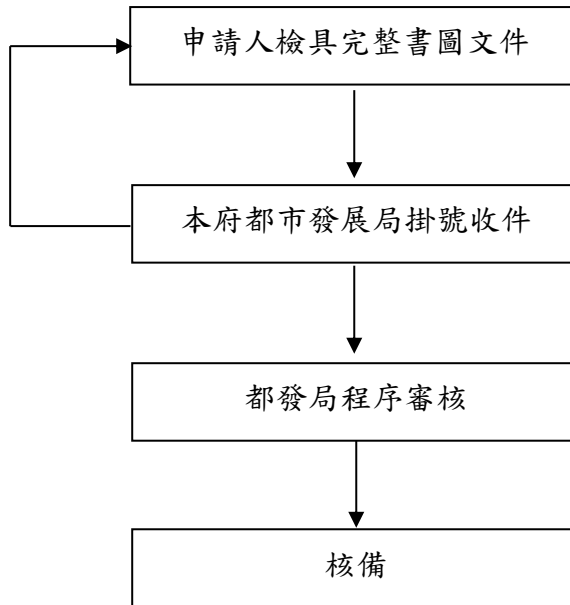 申請人檢具完整書圖文件
本府都市發展局掛號收件
都發局程序審核
核備